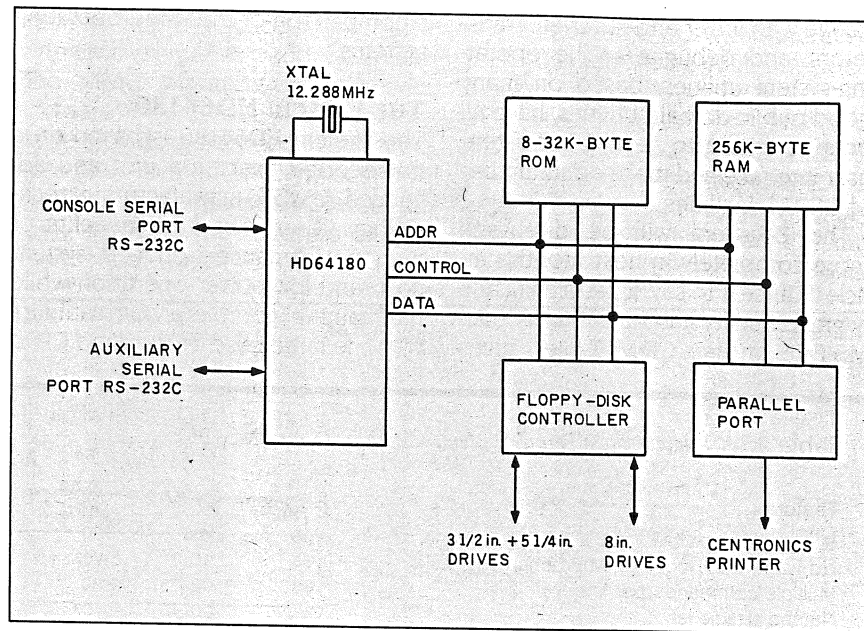 XTAL
12.288MHz
8-32K-BYTE
ROM
256K-BYTE
RAM
CONSOLE SERIAL
PORT
RS-232C
HD64180
ADDR
CONTROL
DATA
AUXILIARY
SERIAL
PORT RS-232C
FLOPPY-DISK
CONTROLLER
PARALLEL
PORT
3 1/2 in. + 5 1/4 in.
DRIVES
8 in.
DRIVES
CENTRONICS
PRINTER